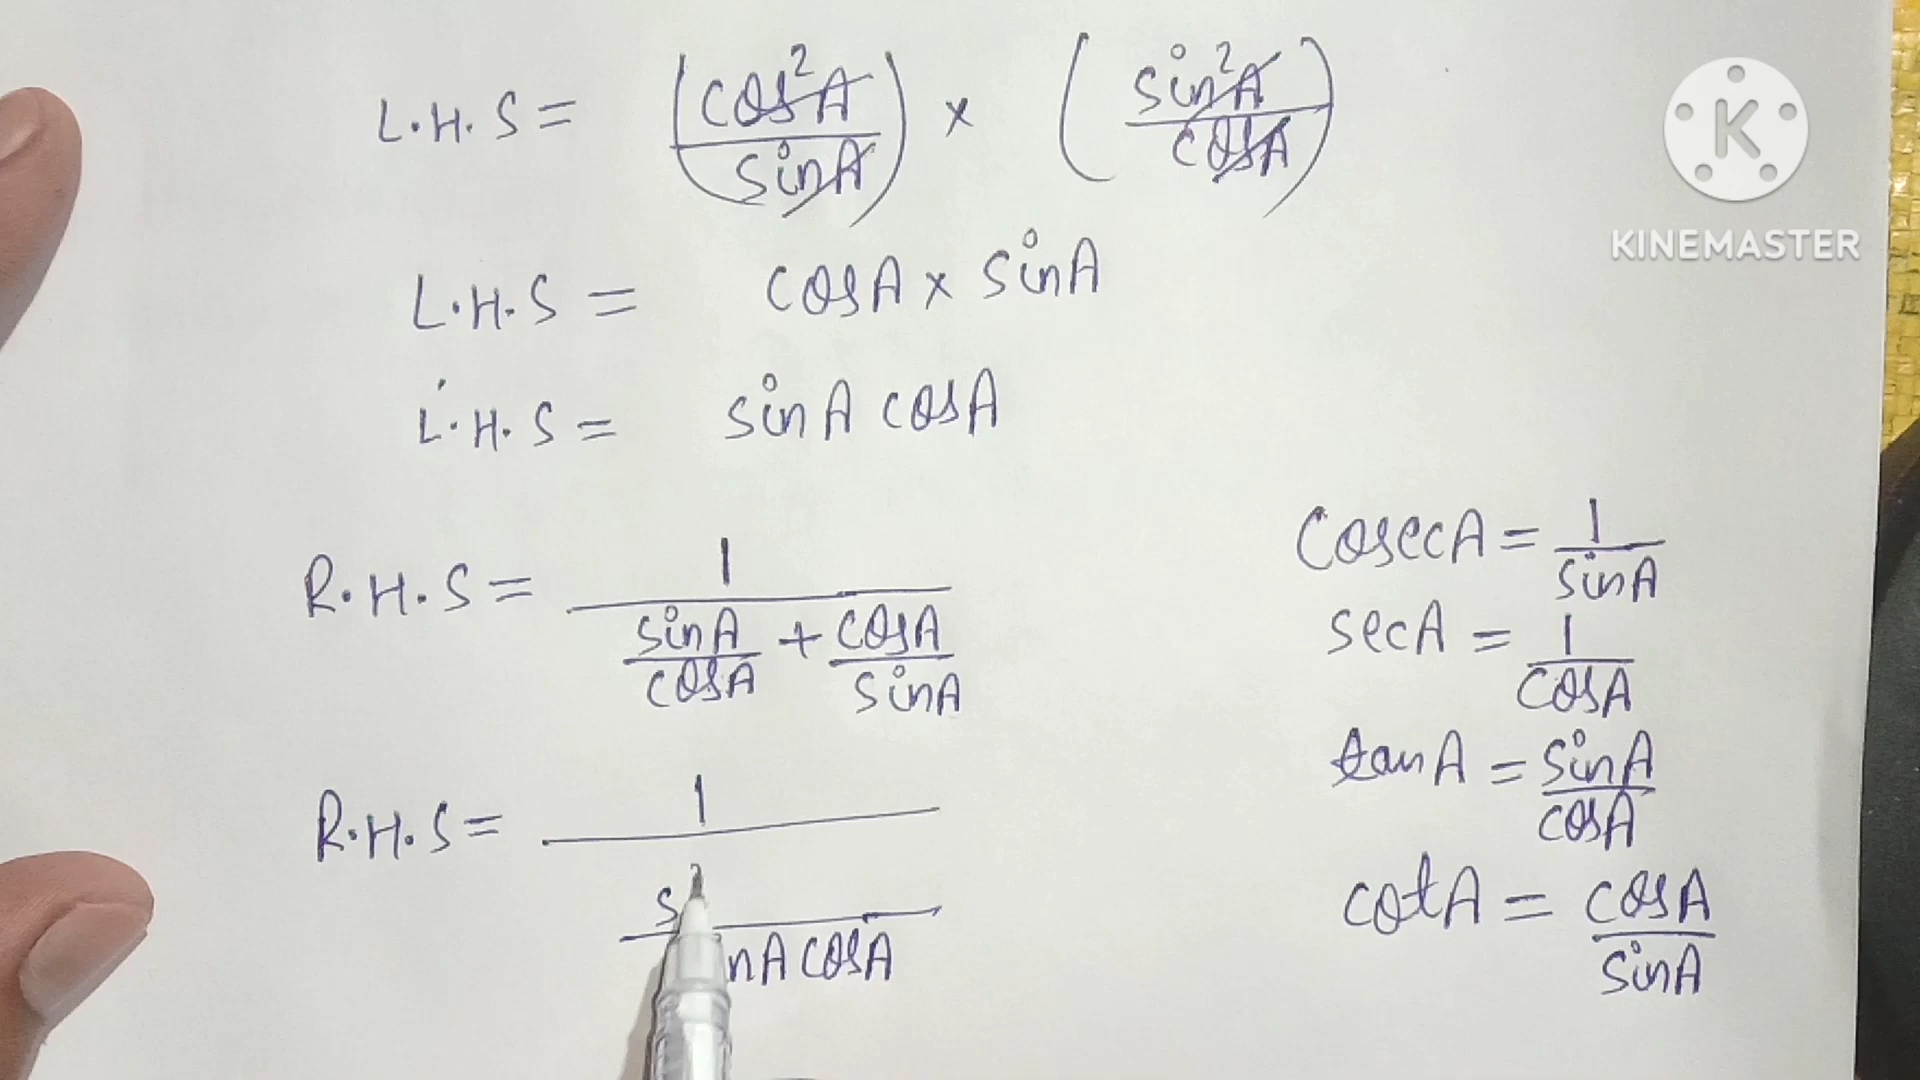 L.H.S = (cos²A / sinA) × (sin²A / cosA)
L.H.S = cosA × sinA
L.H.S = sinA cosA
R.H.S = 1 / (sinA/cosA + cosA/sinA)
R.H.S = 1 / (s / nA cosA)
CosecA = 1/sinA
secA = 1/cosA
tanA = sinA/cosA
cotA = cosA/sinA
K
KINEMASTER